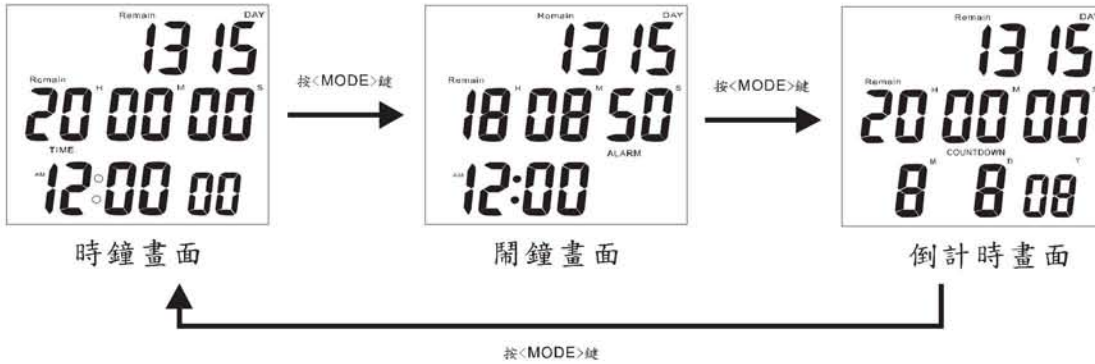 Remain DAY
1315
Remain H M S
20 00 00
TIME
AM 12:00 00
時鐘畫面
按<MODE>鍵
Remain DAY
1315
Remain H M S
18 08 50
ALARM
AM 12:00
鬧鐘畫面
按<MODE>鍵
Remain DAY
1315
Remain H M S
20 00 00
COUNTDOWN
M D Y
8 8 08
倒計時畫面
按<MODE>鍵